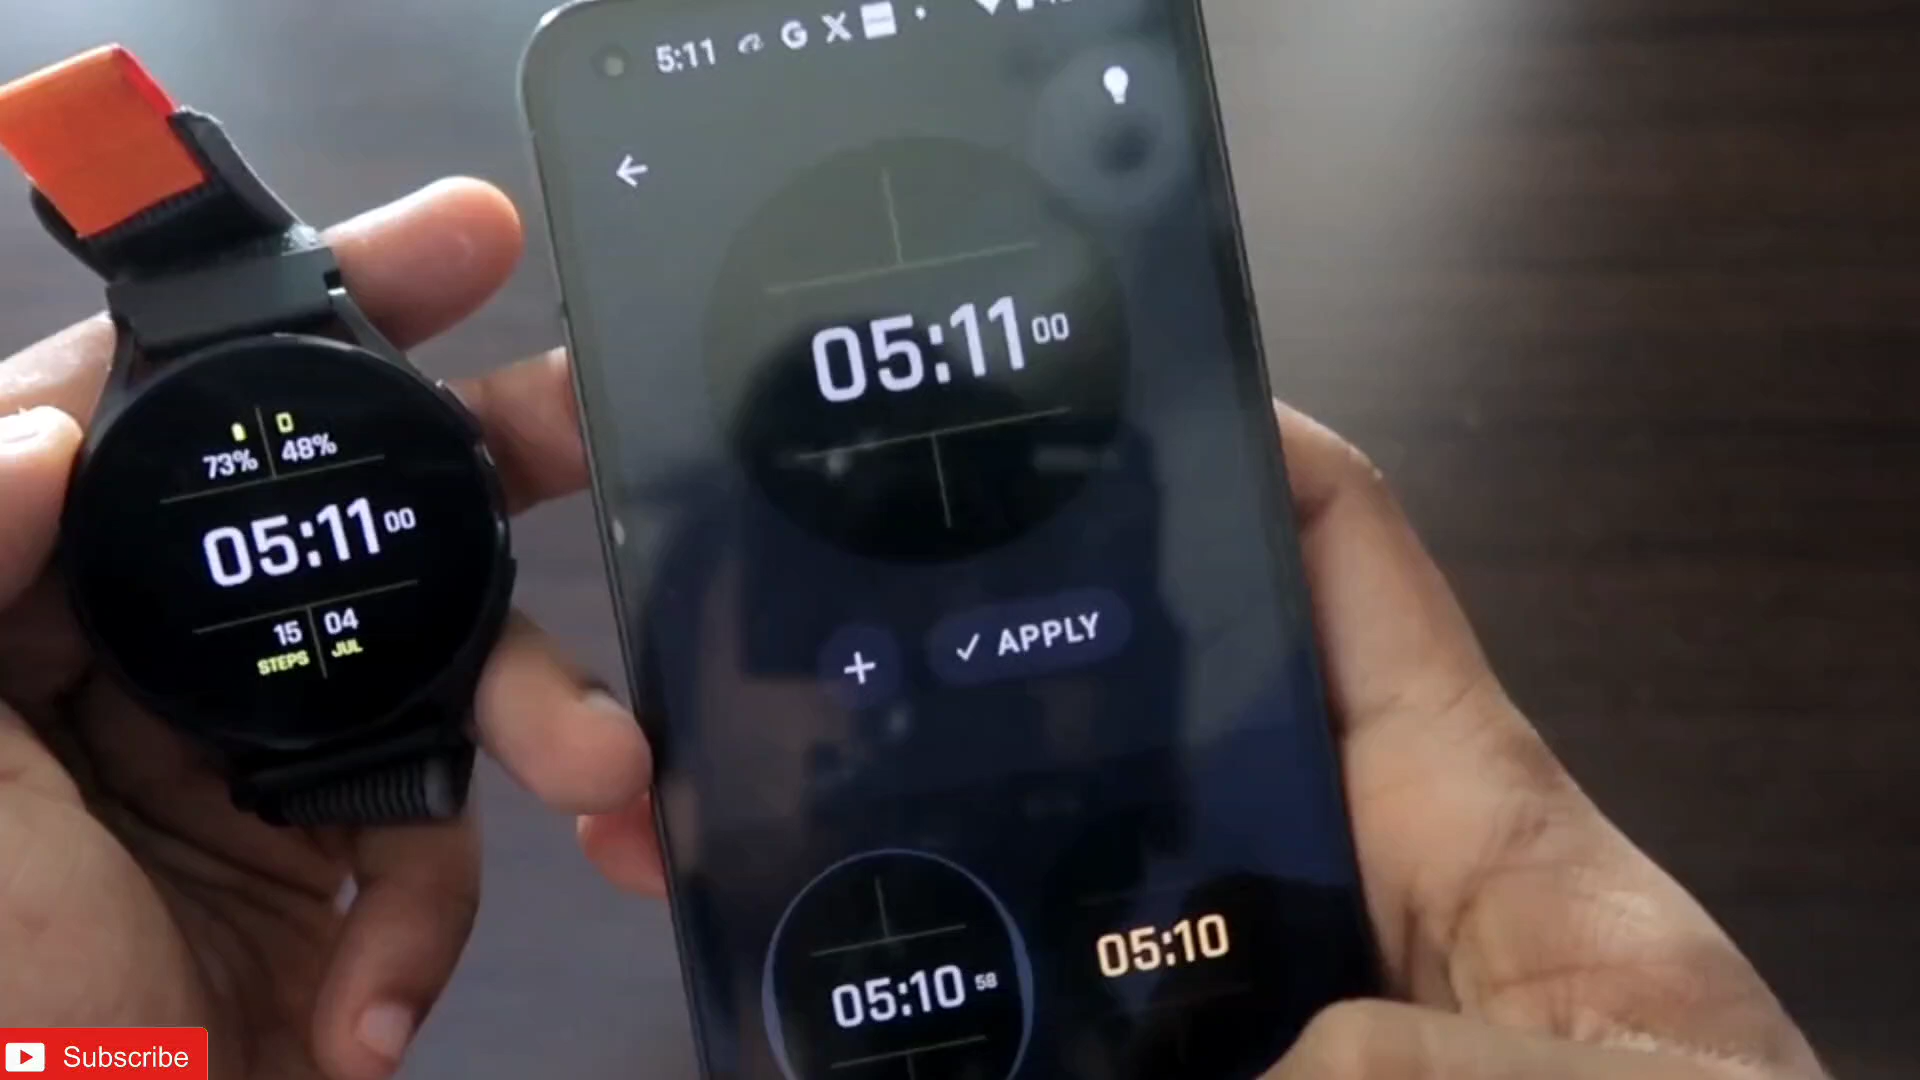 5:11 G X
73% 48%
05:11 00
15 04
STEPS JUL
05:11 00
+ ✓ APPLY
05:10 58
05:10
Subscribe